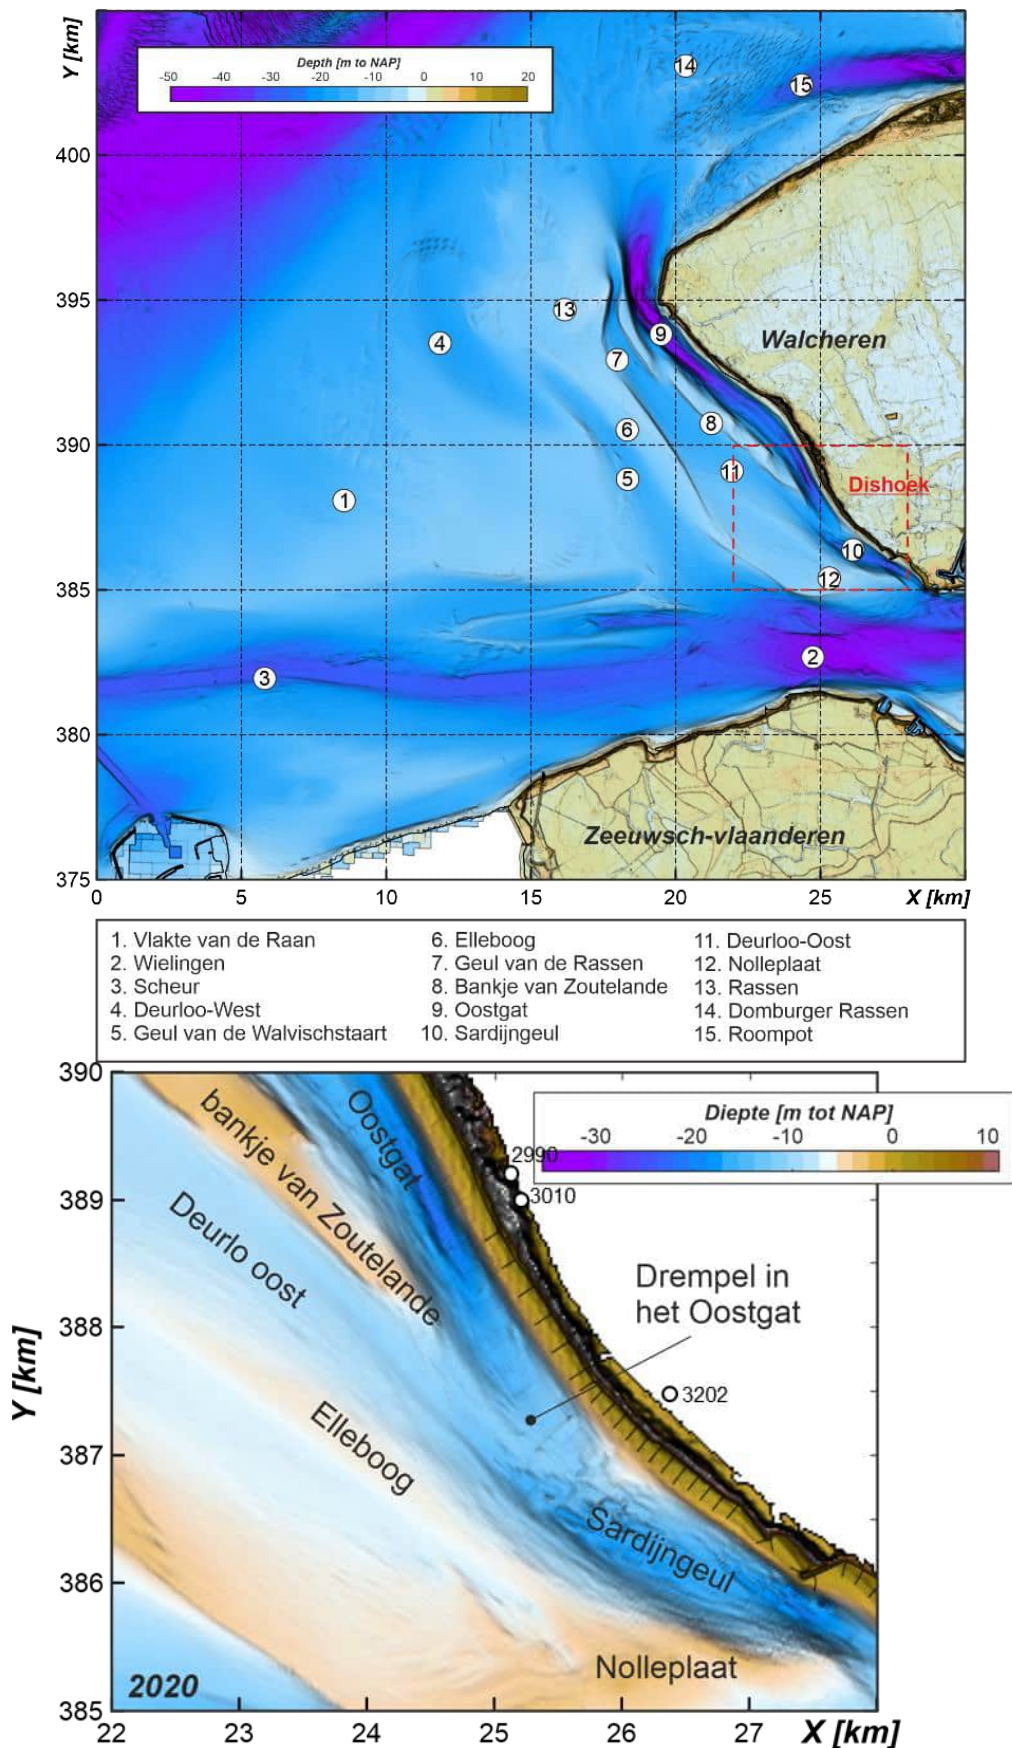 Y [km]
Depth [m to NAP]
-50 -40 -30 -20 -10 0 10 20
14
15
400
395
13
9
4
Walcheren
7
8
6
390
11
5
Dishoek
1
10
12
385
2
3
380
Zeeuwsch-vlaanderen
375
0 5 10 15 20 25 X [km]
1. Vlakte van de Raan
2. Wielingen
3. Scheur
4. Deurloo-West
5. Geul van de Walvischstaart
6. Elleboog
7. Geul van de Rassen
8. Bankje van Zoutelande
9. Oostgat
10. Sardijngeul
11. Deurloo-Oost
12. Nolleplaat
13. Rassen
14. Domburger Rassen
15. Roompot
390
Diepte [m tot NAP]
-30 -20 -10 0 10
Oostgat
bankje van Zoutelande
2990
3010
389
Deurlo oost
Drempel in
het Oostgat
388
Y [km]
3202
Elleboog
387
Sardijngeul
386
Nolleplaat
2020
385
22 23 24 25 26 27 X [km]